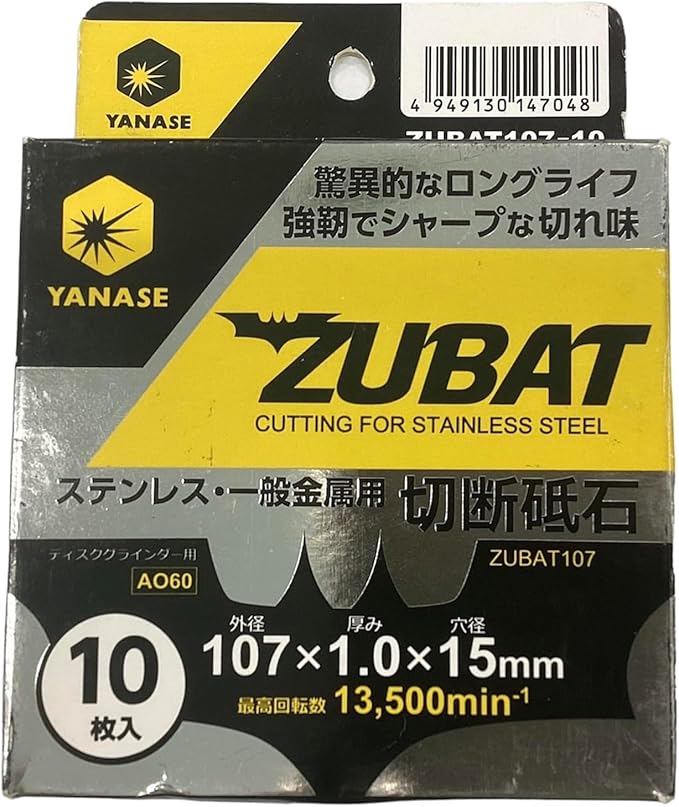 YANASE
4 949130 147048
ZUBAT107-10
YANASE
驚異的なロングライフ
強靭でシャープな切れ味
ZUBAT
CUTTING FOR STAINLESS STEEL
ステンレス・一般金属用 切断砥石
ディスクグラインダー用
ZUBAT107
AO60
外径 厚み 穴径
107×1.0×15mm
最高回転数 13,500min-1
10
枚入